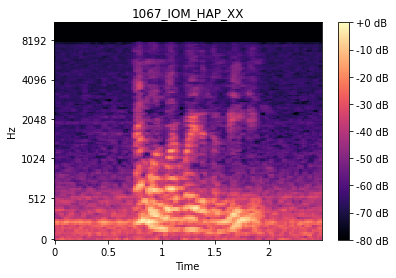 1067_IOM_HAP_XX
8192
4096
2048
1024
512
0
Hz
0
0.5
1
1.5
2
Time
+0 dB
-10 dB
-20 dB
-30 dB
-40 dB
-50 dB
-60 dB
-70 dB
-80 dB